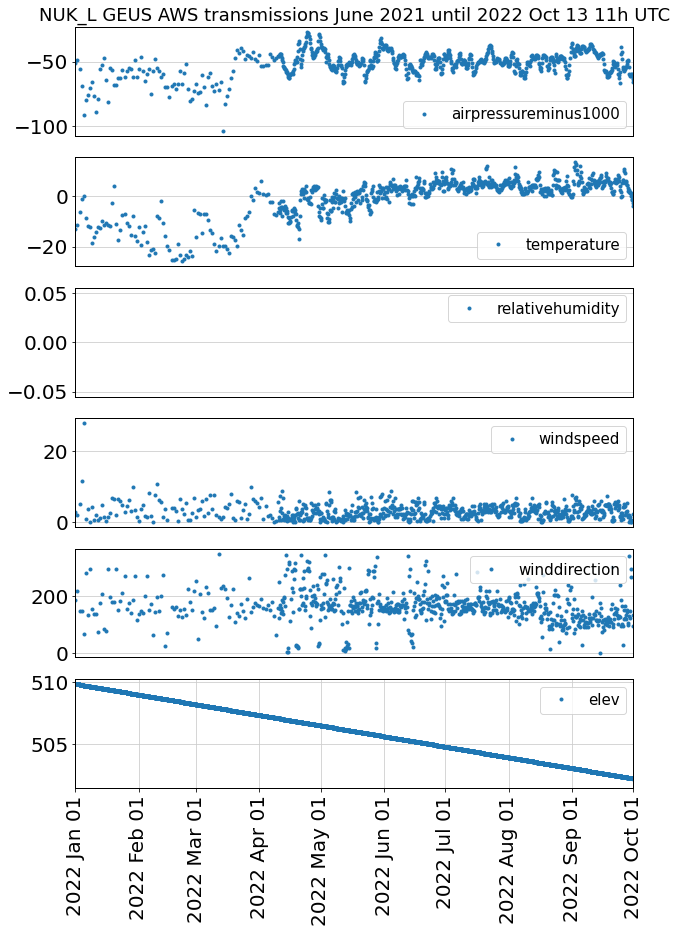 NUK_L GEUS AWS transmissions June 2021 until 2022 Oct 13 11h UTC
−50
−100
airpressureminus1000
0
−20
temperature
0.05
0.00
−0.05
relativehumidity
20
0
windspeed
200
0
winddirection
510
505
elev
2022 Jan 01
2022 Feb 01
2022 Mar 01
2022 Apr 01
2022 May 01
2022 Jun 01
2022 Jul 01
2022 Aug 01
2022 Sep 01
2022 Oct 01